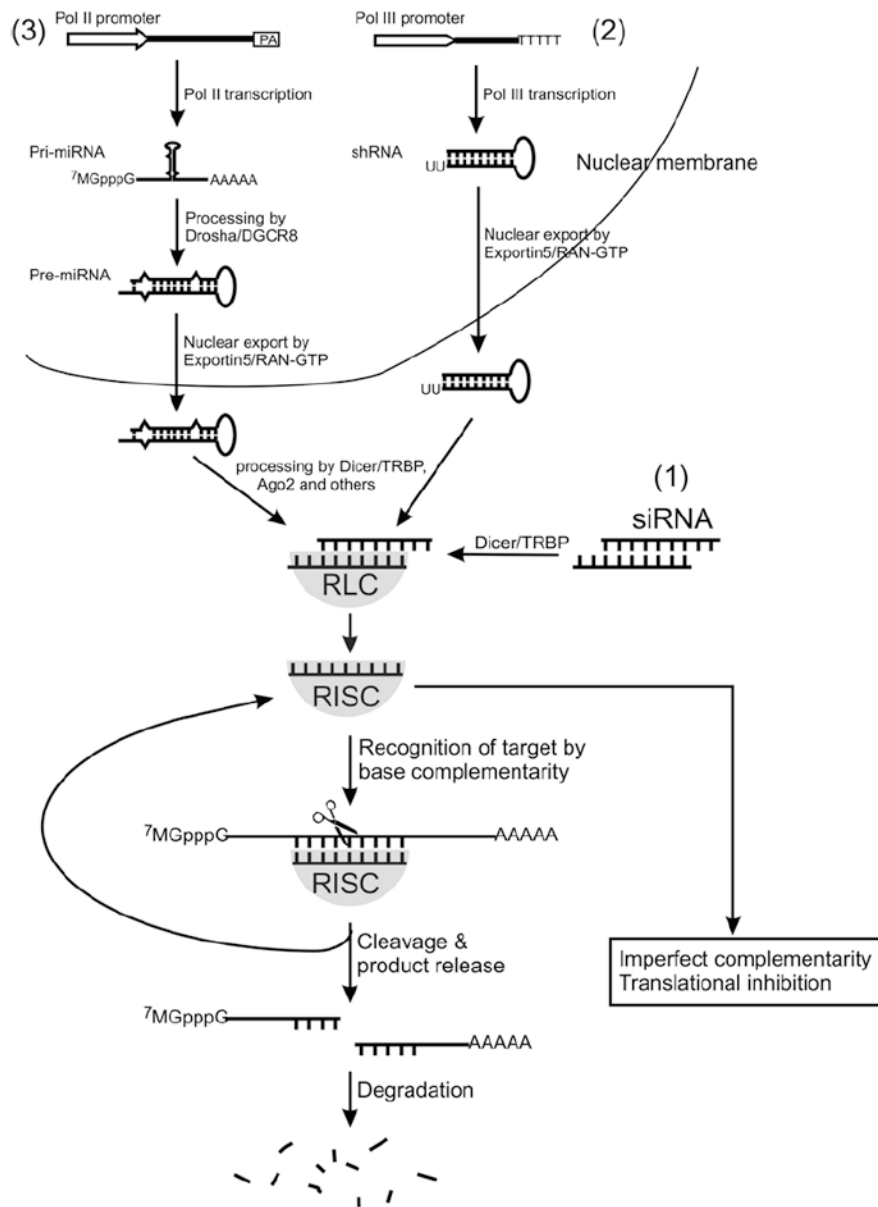 (3)
Pol II promoter
PA
Pol III promoter
TTTTT
(2)
Pol II transcription
Pol III transcription
Pri-miRNA
⁷MGpppG
AAAAA
shRNA
UU
Nuclear membrane
Processing by
Drosha/DGCR8
Nuclear export by
Exportin5/RAN-GTP
Pre-miRNA
Nuclear export by
Exportin5/RAN-GTP
UU
processing by Dicer/TRBP,
Ago2 and others
(1)
siRNA
Dicer/TRBP
RLC
RISC
Recognition of target by
base complementarity
⁷MGpppG
AAAAA
RISC
Cleavage &
product release
Imperfect complementarity
Translational inhibition
⁷MGpppG
AAAAA
Degradation